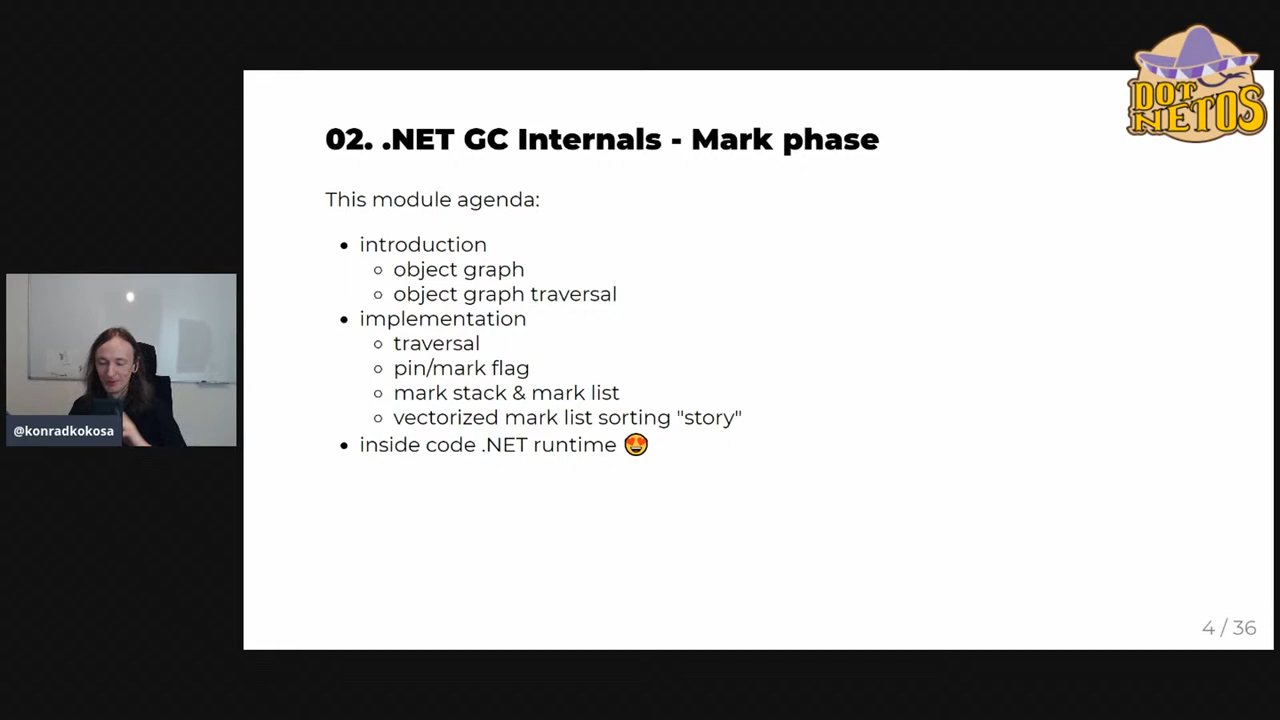 DOT
NETOS
02. .NET GC Internals - Mark phase
This module agenda:
introduction
object graph
object graph traversal
implementation
traversal
pin/mark flag
mark stack & mark list
vectorized mark list sorting "story"
inside code .NET runtime 😍
@konradkokosa
4 / 36